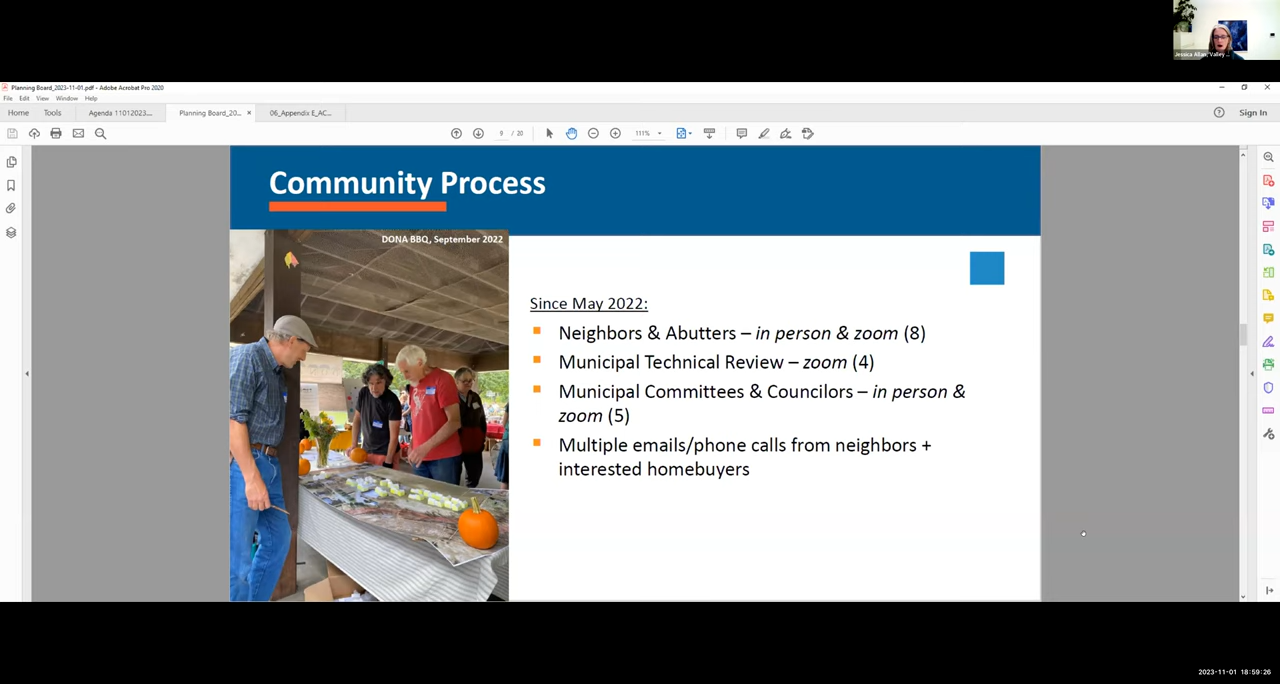 Jessica Allan, Valley ...
Planning Board_2023-11-01.pdf - Adobe Acrobat Pro 2020
File Edit View Window Help
Home Tools Agenda 11012023.... Planning Board_20... × 06_Appendix E_AC... Sign In
9 / 20 111%
Community Process
DONA BBQ, September 2022
Since May 2022:
Neighbors & Abutters – in person & zoom (8)
Municipal Technical Review – zoom (4)
Municipal Committees & Councilors – in person &
zoom (5)
Multiple emails/phone calls from neighbors +
interested homebuyers
2023-11-01 18:59:26